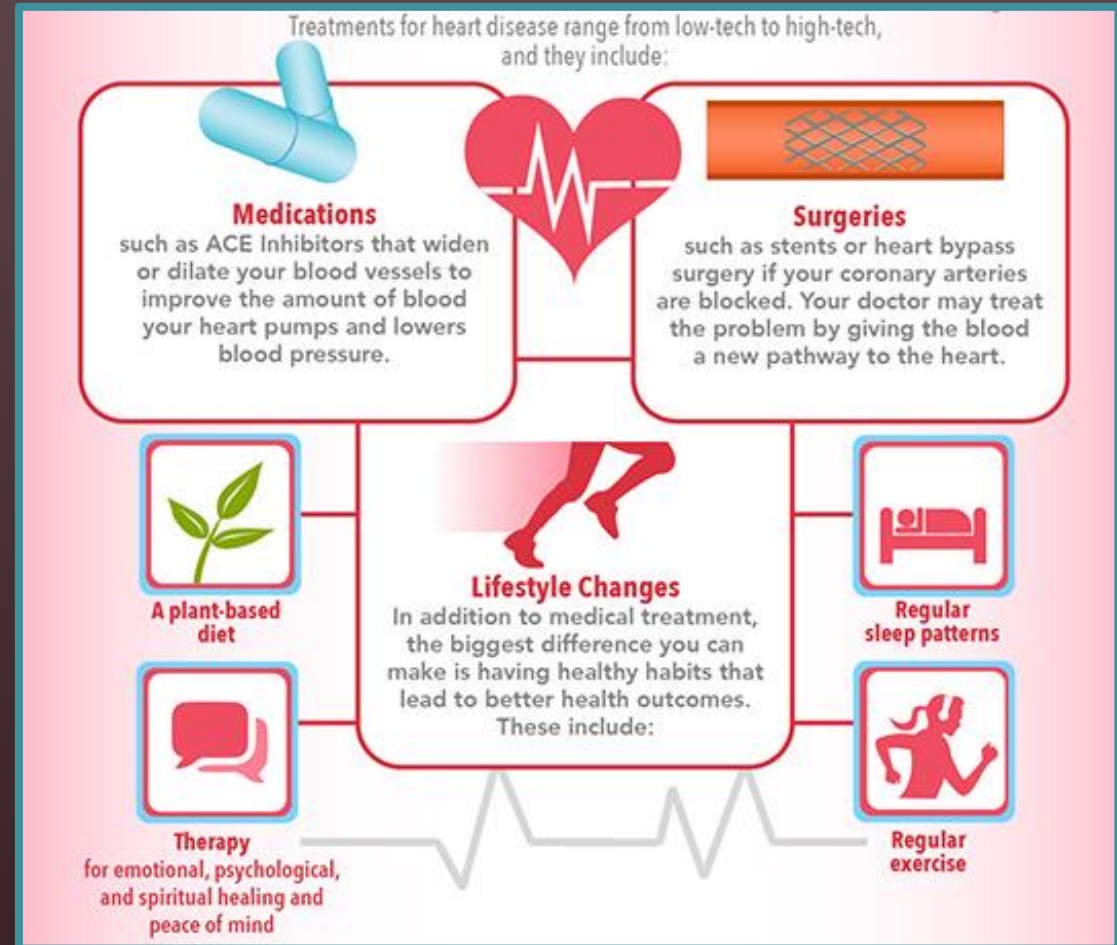 Treatments for heart disease range from low-tech to high-tech,
and they include:
Medications
such as ACE Inhibitors that widen
or dilate your blood vessels to
improve the amount of blood
your heart pumps and lowers
blood pressure.
Surgeries
such as stents or heart bypass
surgery if your coronary arteries
are blocked. Your doctor may treat
the problem by giving the blood
a new pathway to the heart.
Lifestyle Changes
In addition to medical treatment,
the biggest difference you can
make is having healthy habits that
lead to better health outcomes.
These include:
A plant-based
diet
Regular
sleep patterns
Therapy
for emotional, psychological,
and spiritual healing and
peace of mind
Regular
exercise